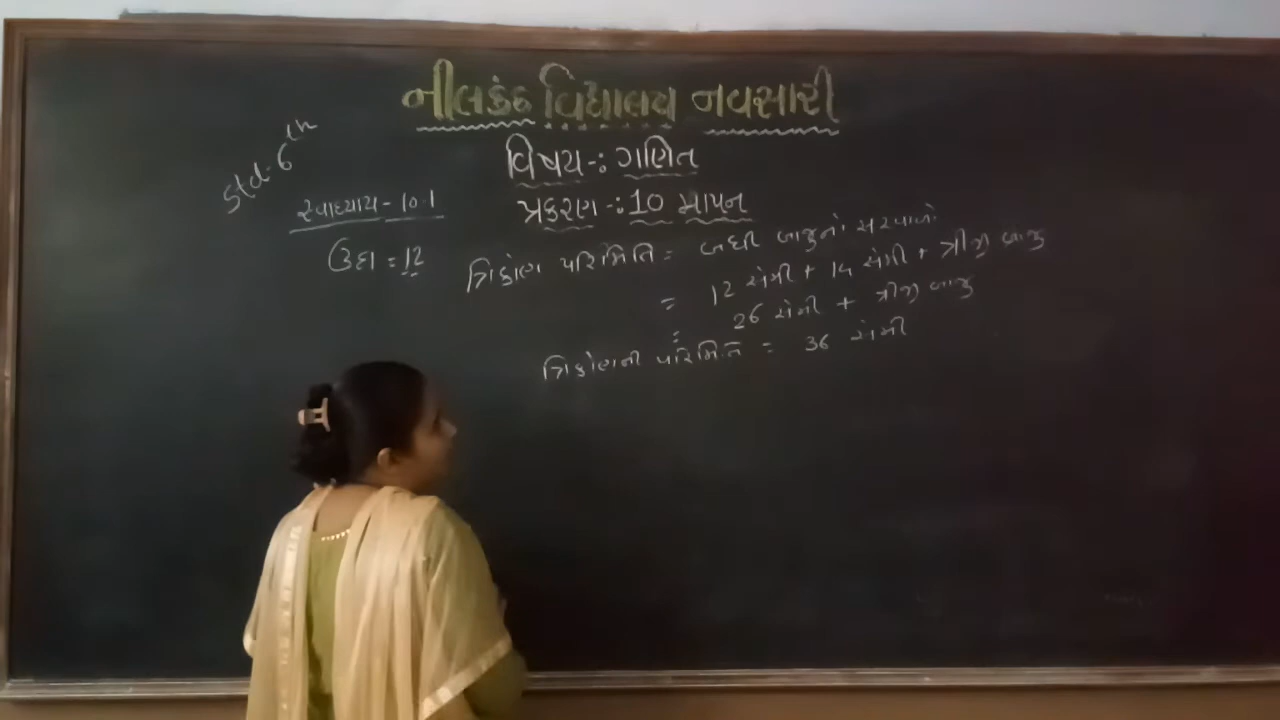 નીલકંઠ વિદ્યાલય નવસારી
Std. 6th
વિષય -: ગણિત
સ્વાધ્યાય - 10.1
પ્રકરણ -: 10 માપન
ઉદા = 12
ત્રિકોણ પરિમિતિ = બધી બાજુનો સરવાળો
= 12 સેમી + 14 સેમી + ત્રીજી બાજુ
= 26 સેમી + ત્રીજી બાજુ
ત્રિકોણની પરિમિતિ = 36 સેમી